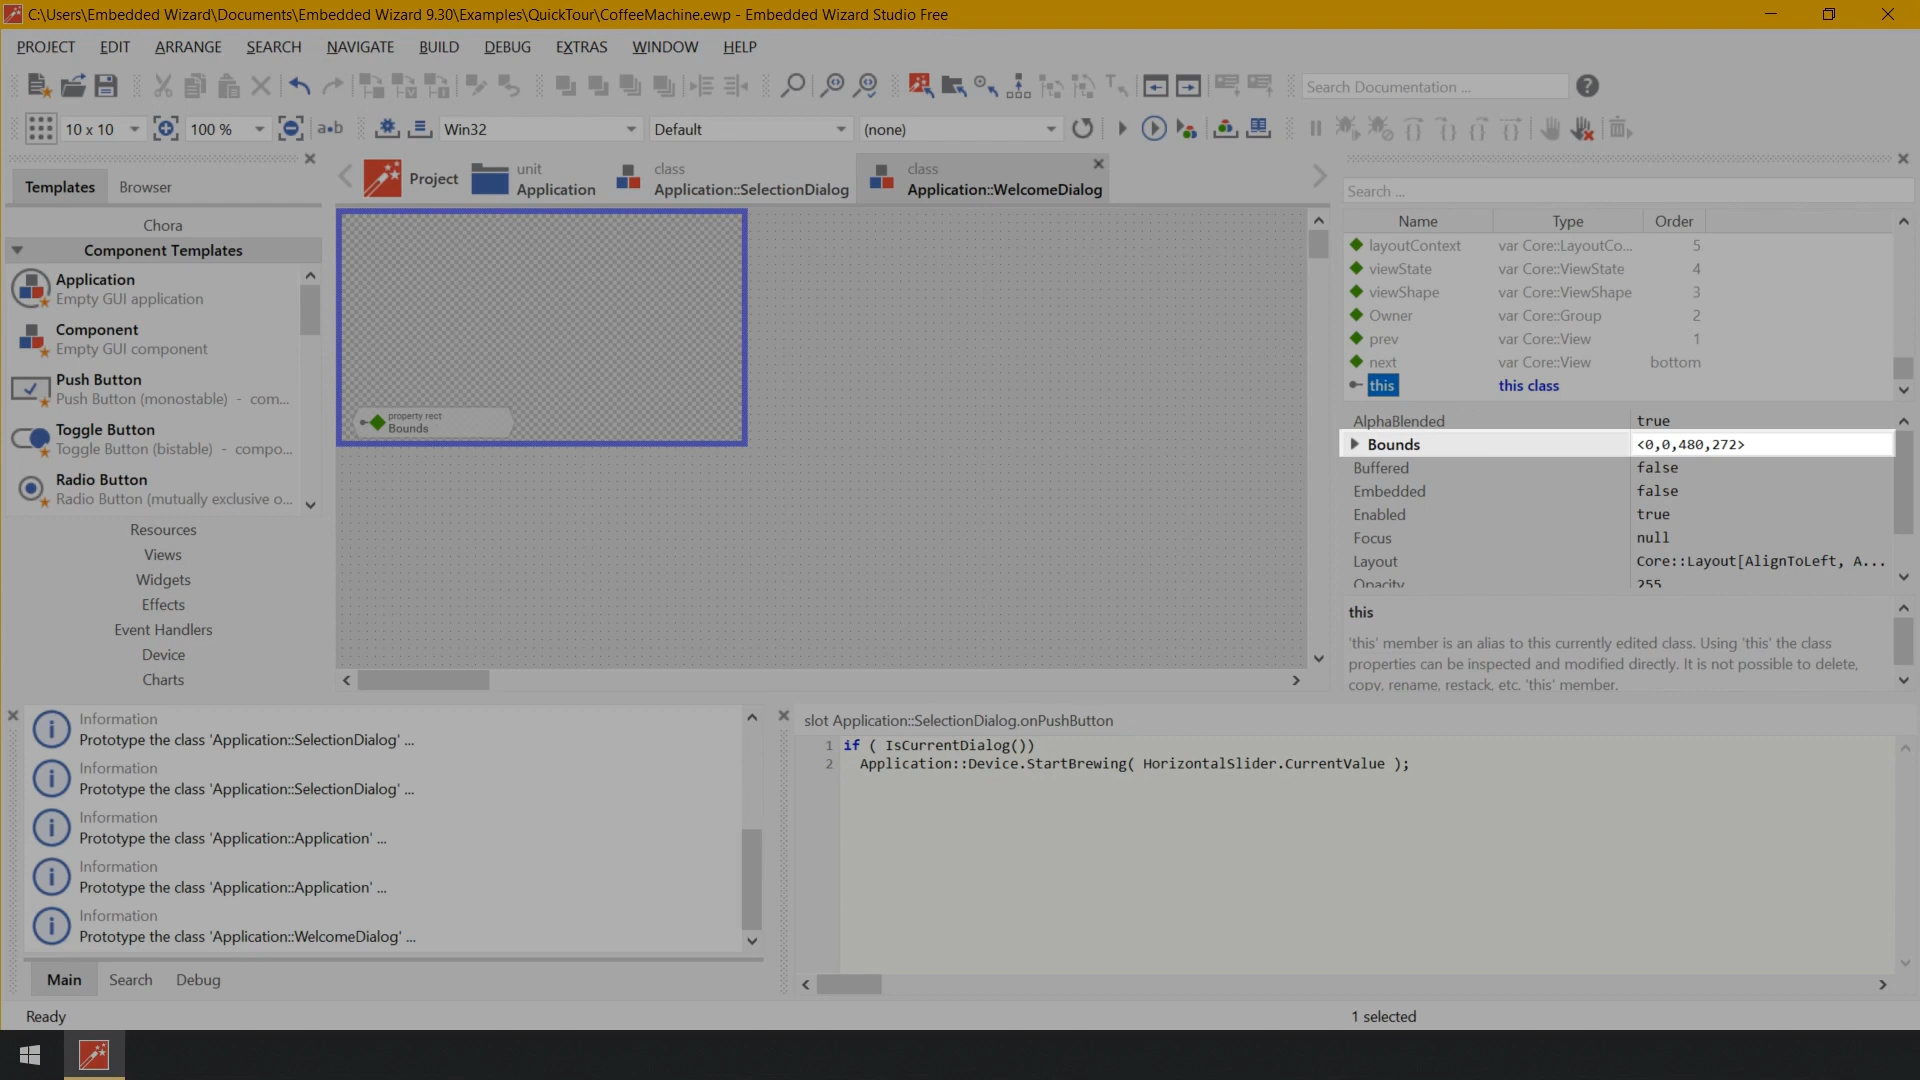 C:\Users\Embedded Wizard\Documents\Embedded Wizard 9.30\Examples\QuickTour\CoffeeMachine.ewp - Embedded Wizard Studio Free
PROJECT EDIT ARRANGE SEARCH NAVIGATE BUILD DEBUG EXTRAS WINDOW HELP
Search Documentation ...
10 x 10
100 %
a•b
Win32
Default
(none)
Templates Browser
Chora
Component Templates
Application
Empty GUI application
Component
Empty GUI component
Push Button
Push Button (monostable) - com...
Toggle Button
Toggle Button (bistable) - compo...
Radio Button
Radio Button (mutually exclusive o...
Resources
Views
Widgets
Effects
Event Handlers
Device
Charts
Project
unit
Application
class
Application::SelectionDialog
class
Application::WelcomeDialog
property rect
Bounds
Search ...
Name Type Order
layoutContext var Core::LayoutCo... 5
viewState var Core::ViewState 4
viewShape var Core::ViewShape 3
Owner var Core::Group 2
prev var Core::View 1
next var Core::View bottom
this this class
AlphaBlended true
Bounds <0,0,480,272>
Buffered false
Embedded false
Enabled true
Focus null
Layout Core::Layout[AlignToLeft, A...
Opacity 255
this
'this' member is an alias to this currently edited class. Using 'this' the class
properties can be inspected and modified directly. It is not possible to delete,
copy, rename, restack, etc. 'this' member.
Information
Prototype the class 'Application::SelectionDialog' ...
Information
Prototype the class 'Application::SelectionDialog' ...
Information
Prototype the class 'Application::Application' ...
Information
Prototype the class 'Application::Application' ...
Information
Prototype the class 'Application::WelcomeDialog' ...
Main Search Debug
slot Application::SelectionDialog.onPushButton
1 if ( IsCurrentDialog())
2 Application::Device.StartBrewing( HorizontalSlider.CurrentValue );
Ready
1 selected